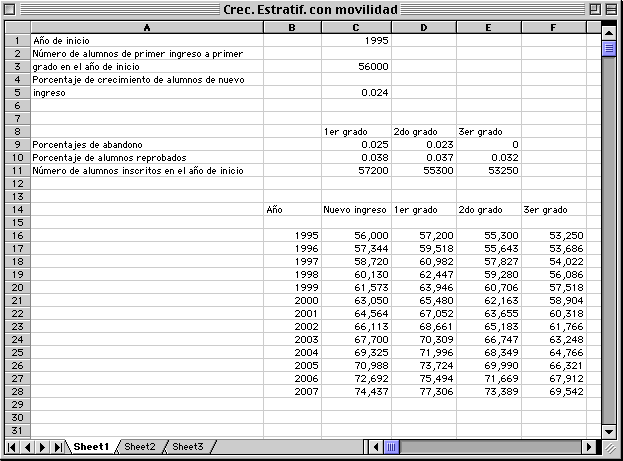 Crec. Estratif. con movilidad
A B C D E F
1 Año de inicio 1995
2 Número de alumnos de primer ingreso a primer
3 grado en el año de inicio 56000
4 Porcentaje de crecimiento de alumnos de nuevo
5 ingreso 0.024
6
7
8 1er grado 2do grado 3er grado
9 Porcentajes de abandono 0.025 0.023 0
10 Porcentaje de alumnos reprobados 0.038 0.037 0.032
11 Número de alumnos inscritos en el año de inicio 57200 55300 53250
12
13
14 Año Nuevo ingreso 1er grado 2do grado 3er grado
15
16 1995 56,000 57,200 55,300 53,250
17 1996 57,344 59,518 55,643 53,686
18 1997 58,720 60,982 57,827 54,022
19 1998 60,130 62,447 59,280 56,086
20 1999 61,573 63,946 60,706 57,518
21 2000 63,050 65,480 62,163 58,904
22 2001 64,564 67,052 63,655 60,318
23 2002 66,113 68,661 65,183 61,766
24 2003 67,700 70,309 66,747 63,248
25 2004 69,325 71,996 68,349 64,766
26 2005 70,988 73,724 69,990 66,321
27 2006 72,692 75,494 71,669 67,912
28 2007 74,437 77,306 73,389 69,542
29
30
31
Sheet1 Sheet2 Sheet3